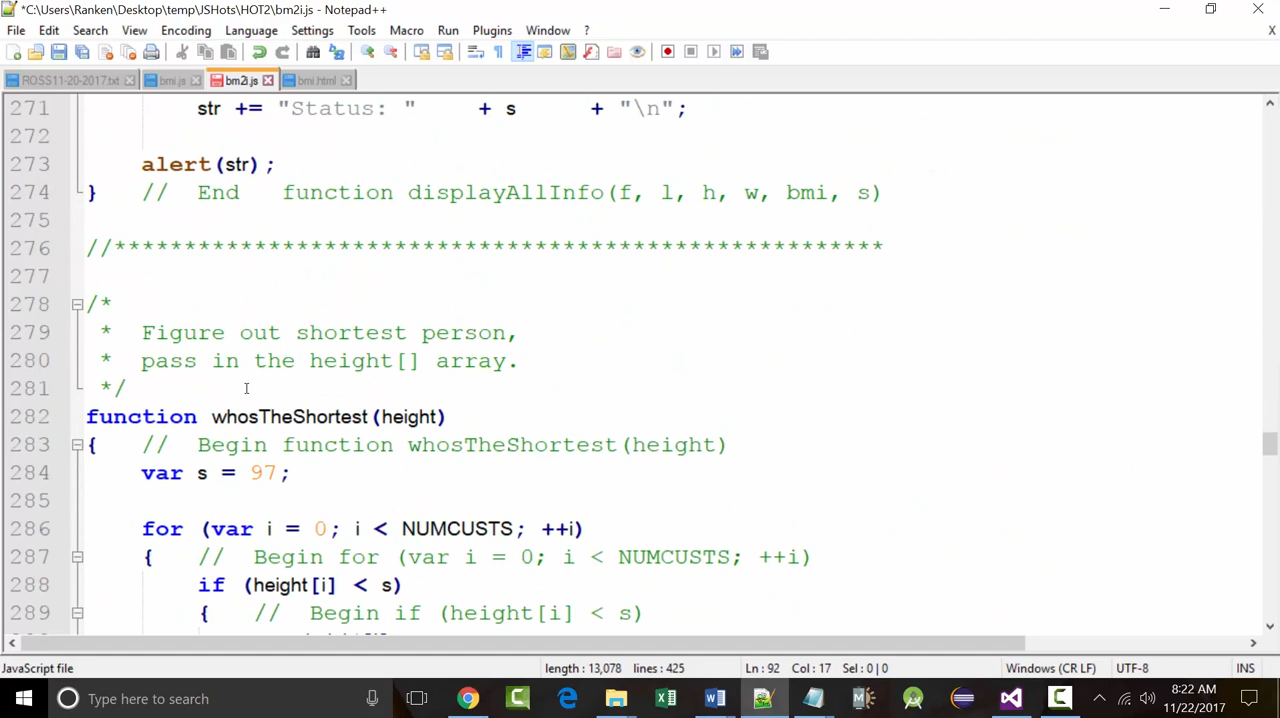 *C:\Users\Ranken\Desktop\temp\JSHots\HOT2\bm2i.js - Notepad++
File Edit Search View Encoding Language Settings Tools Macro Run Plugins Window ?
ROSS11-20-2017.txt bmi.js bm2i.js bmi.html
271 str += "Status: " + s + "\n";
272
273 alert(str);
274 } // End function displayAllInfo(f, l, h, w, bmi, s)
275
276 //*******************************************************
277
278 /*
279 * Figure out shortest person,
280 * pass in the height[] array.
281 */
282 function whosTheShortest(height)
283 { // Begin function whosTheShortest(height)
284 var s = 97;
285
286 for (var i = 0; i < NUMCUSTS; ++i)
287 { // Begin for (var i = 0; i < NUMCUSTS; ++i)
288 if (height[i] < s)
289 { // Begin if (height[i] < s)
JavaScript file length : 13,078 lines : 425 Ln : 92 Col : 17 Sel : 0 | 0 Windows (CR LF) UTF-8 INS
Type here to search
8:22 AM
11/22/2017